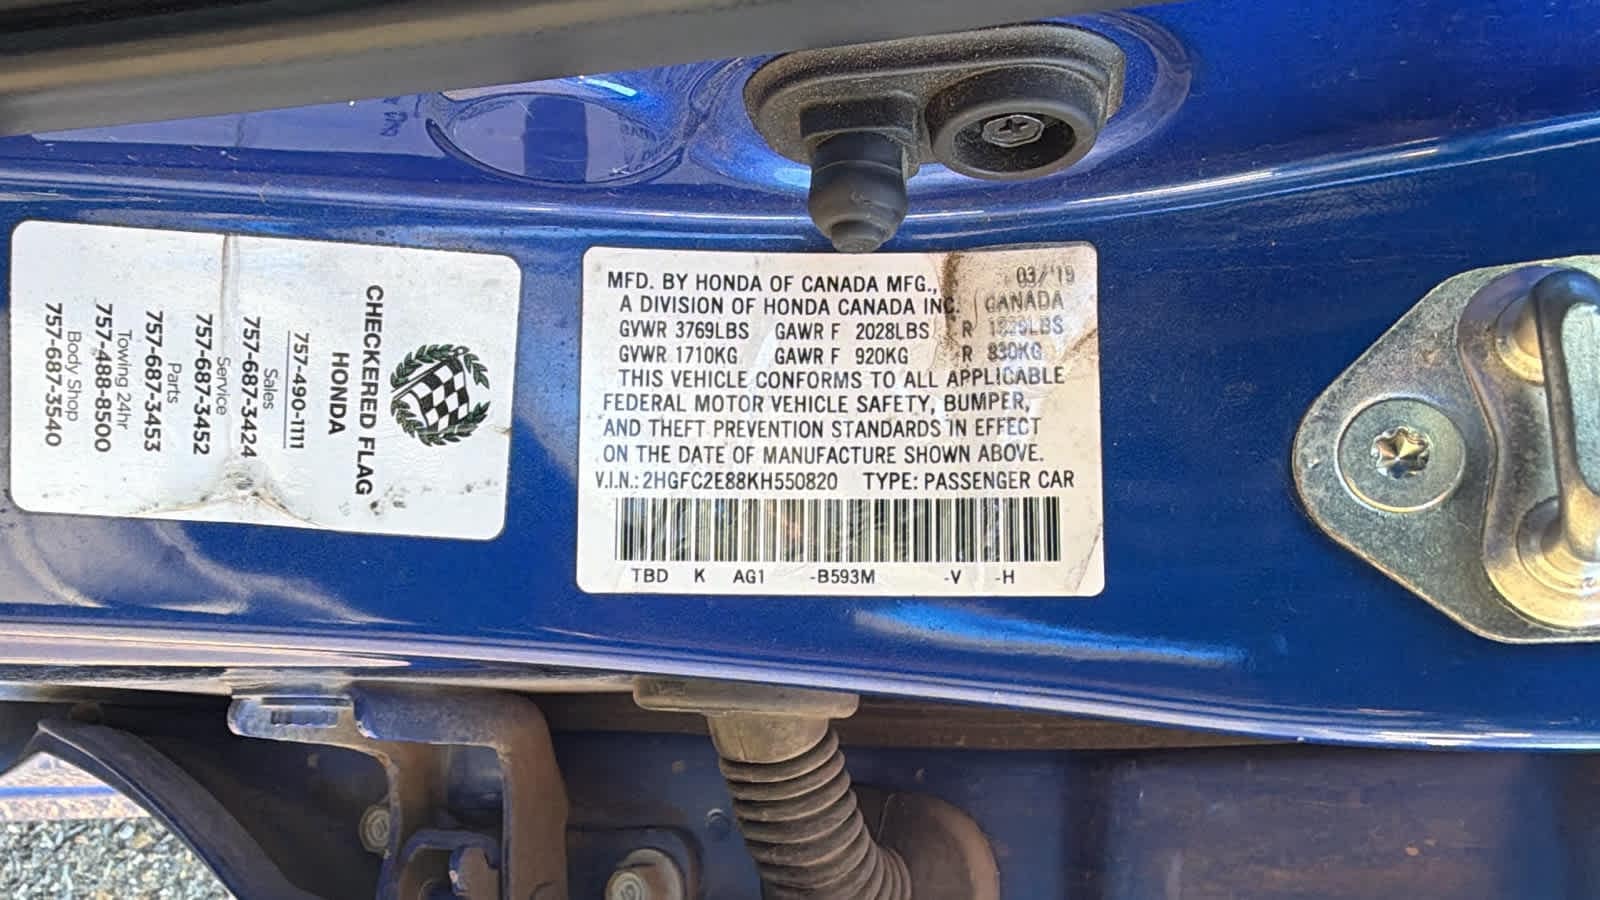 CHECKERED FLAG
HONDA
757-490-1111
Sales
757-687-3424
Service
757-687-3452
Parts
757-687-3453
Towing 24hr
757-488-8500
Body Shop
757-687-3540
MFD. BY HONDA OF CANADA MFG., 03/'19
A DIVISION OF HONDA CANADA INC. CANADA
GVWR 3769LBS GAWR F 2028LBS R
GVWR 1710KG GAWR F 920KG R 830KG
THIS VEHICLE CONFORMS TO ALL APPLICABLE
FEDERAL MOTOR VEHICLE SAFETY, BUMPER,
AND THEFT PREVENTION STANDARDS IN EFFECT
ON THE DATE OF MANUFACTURE SHOWN ABOVE.
V.I.N.: 2HGFC2E88KH550820 TYPE: PASSENGER CAR
TBD K AG1 -B593M -V -H